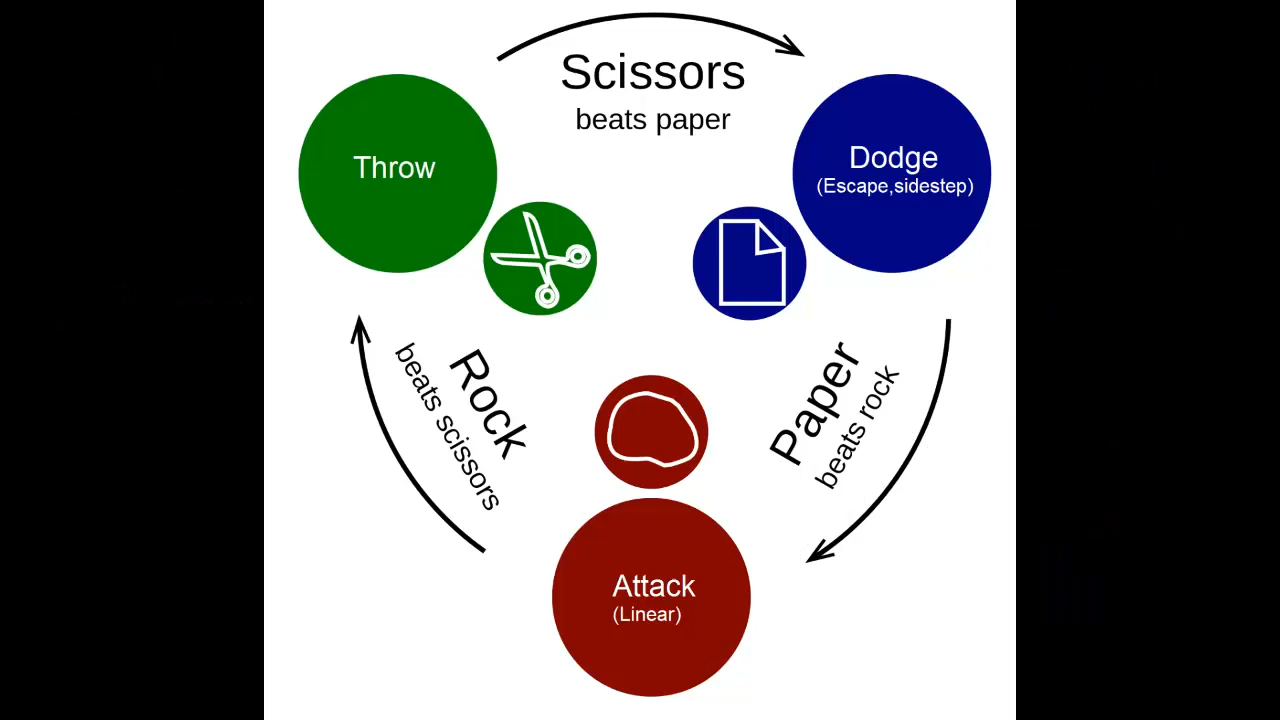 Scissors
beats paper
Throw
Dodge
(Escape,sidestep)
Rock
beats scissors
Paper
beats rock
Attack
(Linear)